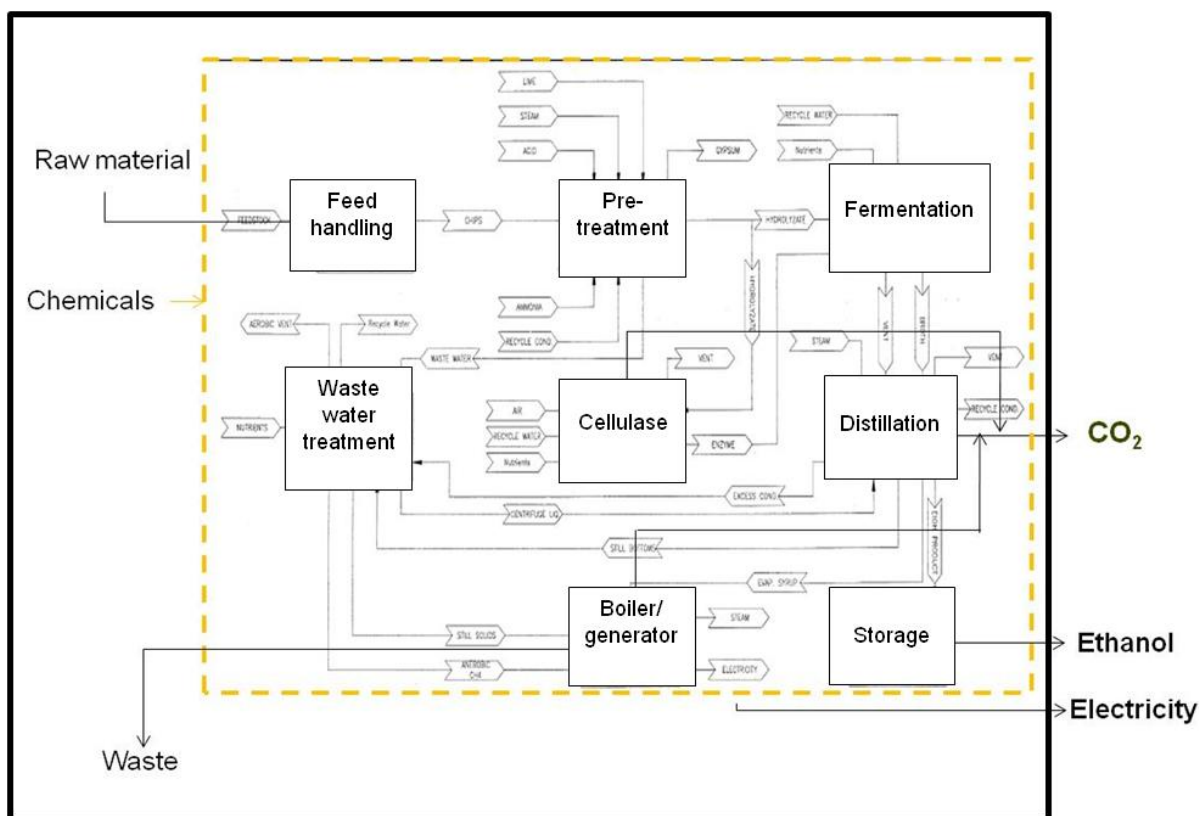 LIME
STEAM
ACID
RECYCLE WATER
Nutrients
GYPSUM
Raw material
FEEDSTOCK
Feed
handling
CHIPS
Pre-
treatment
HYDROLYZATE
Fermentation
Chemicals
AEROBIC VENT
Recycle Water
AMMONIA
RECYCLE COND.
WASTE WATER
HYDROLYZATE
VENT
STEAM
VENT
BROTH
VENT
Waste
water
treatment
NUTRIENTS
AIR
RECYCLE WATER
Nutrients
Cellulase
ENZYME
Distillation
RECYCLE COND.
CO2
EXCESS COND.
CENTRIFUGE LIQ
STILL BOTTOMS
EVAP. SYRUP
Boiler/
generator
STEAM
ELECTRICITY
STILL SOLIDS
Storage
Ethanol
Electricity
Waste